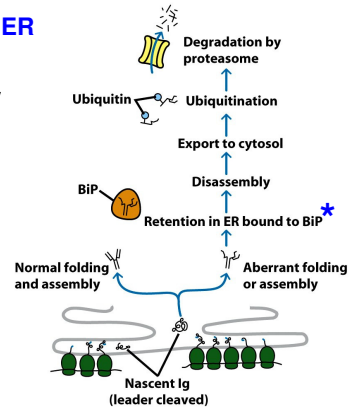 ER
Degradation by
proteasome
Ubiquitin
Ubiquitination
Export to cytosol
Disassembly
BiP
Retention in ER bound to BiP*
Normal folding
and assembly
Aberrant folding
or assembly
Nascent Ig
(leader cleaved)